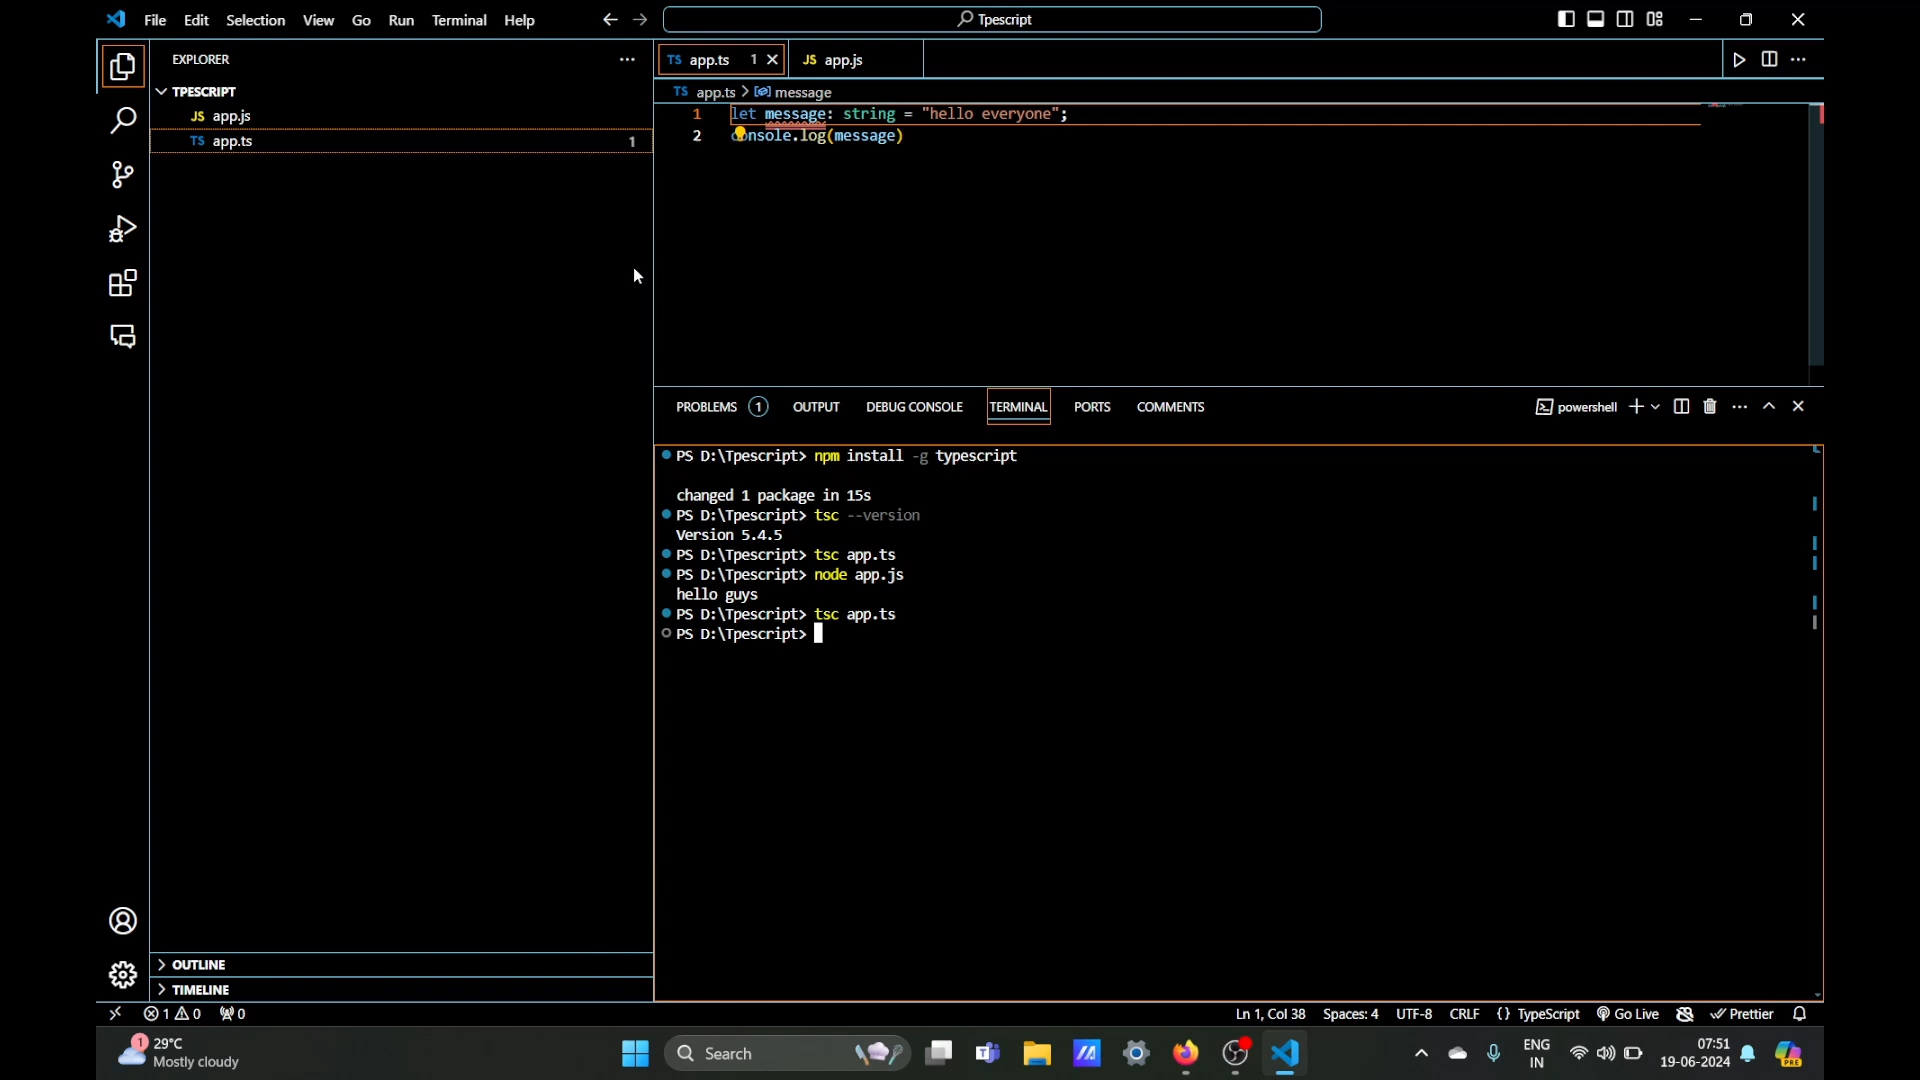 File Edit Selection View Go Run Terminal Help
Tpescript
EXPLORER
TPESCRIPT
JS app.js
TS app.ts 1
OUTLINE
TIMELINE
TS app.ts 1
JS app.js
TS app.ts > message
1 let message: string = "hello everyone";
2 console.log(message)
PROBLEMS 1 OUTPUT DEBUG CONSOLE TERMINAL PORTS COMMENTS
powershell
PS D:\Tpescript> npm install -g typescript
changed 1 package in 15s
PS D:\Tpescript> tsc --version
Version 5.4.5
PS D:\Tpescript> tsc app.ts
PS D:\Tpescript> node app.js
hello guys
PS D:\Tpescript> tsc app.ts
PS D:\Tpescript>
1 0 0
Ln 1, Col 38 Spaces: 4 UTF-8 CRLF {} TypeScript Go Live Prettier
1
29°C
Mostly cloudy
Search
ENG
IN
07:51
19-06-2024
PRE